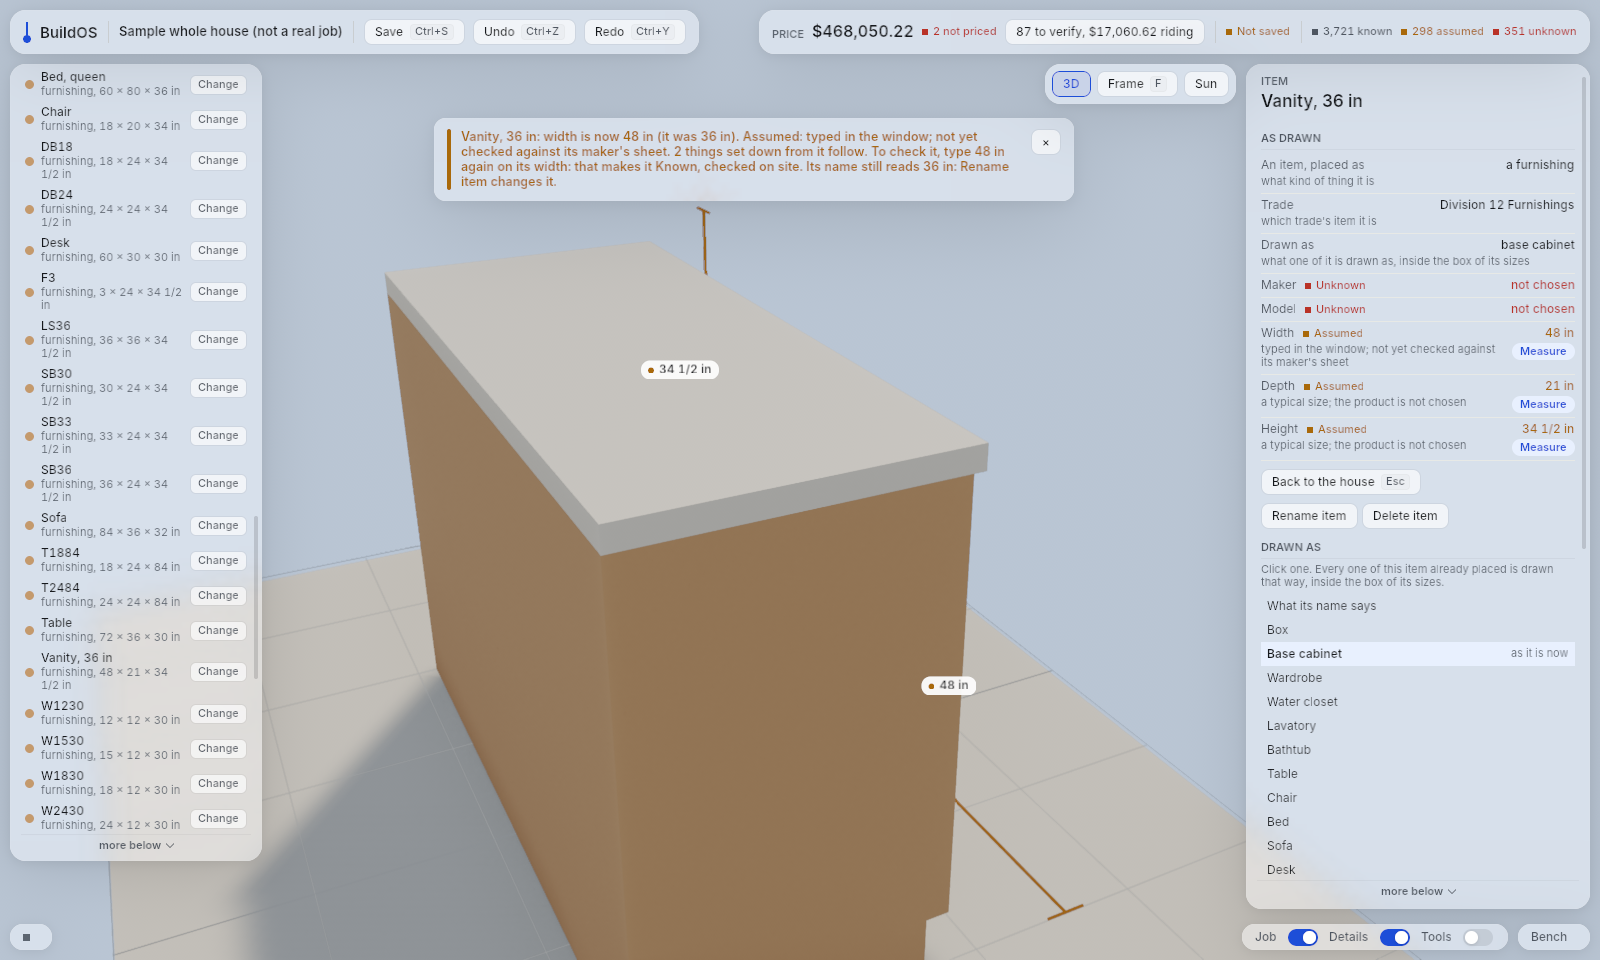 BuildOS
Sample whole house (not a real job)
Save Ctrl+S
Undo Ctrl+Z
Redo Ctrl+Y
PRICE $468,050.22
2 not priced
87 to verify, $17,060.62 riding
Not saved
3,721 known
298 assumed
351 unknown
3D
Frame F
Sun
Vanity, 36 in: width is now 48 in (it was 36 in). Assumed: typed in the window; not yet
checked against its maker's sheet. 2 things set down from it follow. To check it, type 48 in
again on its width: that makes it Known, checked on site. Its name still reads 36 in: Rename
item changes it.
×
Bed, queen
furnishing, 60 × 80 × 36 in
Change
Chair
furnishing, 18 × 20 × 34 in
Change
DB18
furnishing, 18 × 24 × 34
1/2 in
Change
DB24
furnishing, 24 × 24 × 34
1/2 in
Change
Desk
furnishing, 60 × 30 × 30 in
Change
F3
furnishing, 3 × 24 × 34 1/2
in
Change
LS36
furnishing, 36 × 36 × 34
1/2 in
Change
SB30
furnishing, 30 × 24 × 34
1/2 in
Change
SB33
furnishing, 33 × 24 × 34
1/2 in
Change
SB36
furnishing, 36 × 24 × 34
1/2 in
Change
Sofa
furnishing, 84 × 36 × 32 in
Change
T1884
furnishing, 18 × 24 × 84 in
Change
T2484
furnishing, 24 × 24 × 84 in
Change
Table
furnishing, 72 × 36 × 30 in
Change
Vanity, 36 in
furnishing, 48 × 21 × 34
1/2 in
Change
W1230
furnishing, 12 × 12 × 30 in
Change
W1530
furnishing, 15 × 12 × 30 in
Change
W1830
furnishing, 18 × 12 × 30 in
Change
W2430
furnishing, 24 × 12 × 30 in
Change
more below
34 1/2 in
48 in
ITEM
Vanity, 36 in
AS DRAWN
An item, placed as a furnishing
what kind of thing it is
Trade Division 12 Furnishings
which trade's item it is
Drawn as base cabinet
what one of it is drawn as, inside the box of its sizes
Maker Unknown not chosen
Model Unknown not chosen
Width Assumed 48 in
typed in the window; not yet checked against
its maker's sheet
Measure
Depth Assumed 21 in
a typical size; the product is not chosen
Measure
Height Assumed 34 1/2 in
a typical size; the product is not chosen
Measure
Back to the house Esc
Rename item
Delete item
DRAWN AS
Click one. Every one of this item already placed is drawn
that way, inside the box of its sizes.
What its name says
Box
Base cabinet as it is now
Wardrobe
Water closet
Lavatory
Bathtub
Table
Chair
Bed
Sofa
Desk
more below
Job
Details
Tools
Bench